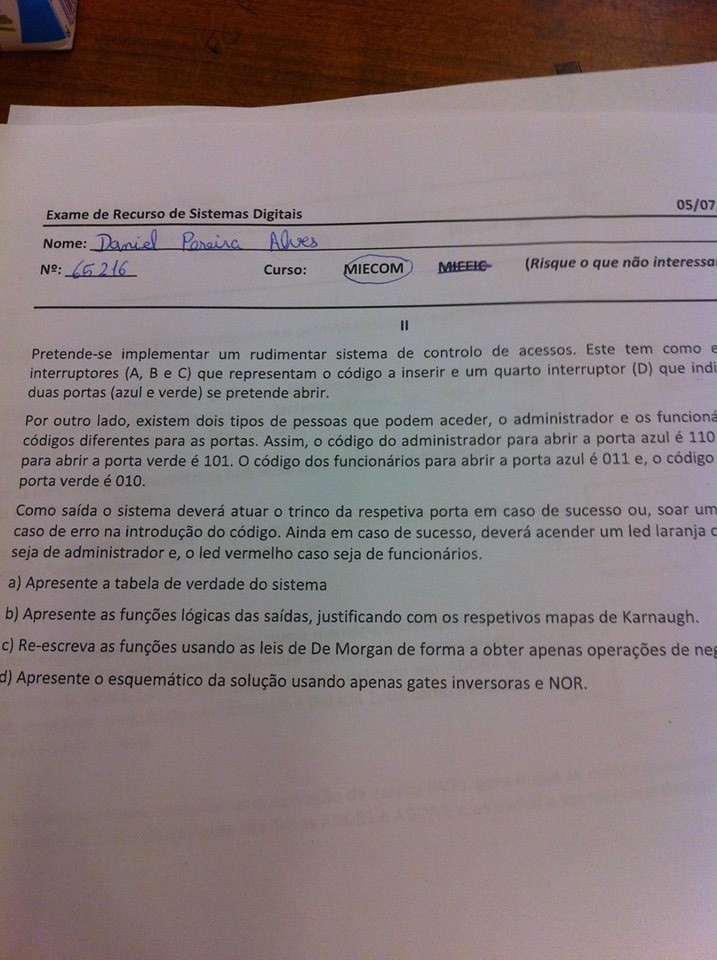 Exame de Recurso de Sistemas Digitais 05/07
Nome: Daniel Pereira Alves
Nº: 65216 Curso: MIECOM MIEEIC (Risque o que não interessa
II
Pretende-se implementar um rudimentar sistema de controlo de acessos. Este tem como e
interruptores (A, B e C) que representam o código a inserir e um quarto interruptor (D) que indi
duas portas (azul e verde) se pretende abrir.
Por outro lado, existem dois tipos de pessoas que podem aceder, o administrador e os funcioná
códigos diferentes para as portas. Assim, o código do administrador para abrir a porta azul é 110
para abrir a porta verde é 101. O código dos funcionários para abrir a porta azul é 011 e, o código
porta verde é 010.
Como saída o sistema deverá atuar o trinco da respetiva porta em caso de sucesso ou, soar um
caso de erro na introdução do código. Ainda em caso de sucesso, deverá acender um led laranja c
seja de administrador e, o led vermelho caso seja de funcionários.
a) Apresente a tabela de verdade do sistema
b) Apresente as funções lógicas das saídas, justificando com os respetivos mapas de Karnaugh.
c) Re-escreva as funções usando as leis de De Morgan de forma a obter apenas operações de neg
d) Apresente o esquemático da solução usando apenas gates inversoras e NOR.